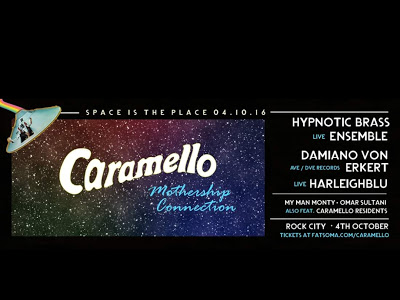 SPACE IS THE PLACE 04.10.16
Caramello
Mothership
Connection
HYPNOTIC BRASS
LIVE ENSEMBLE
DAMIANO VON
AVE / DVE RECORDS ERKERT
LIVE HARLEIGHBLU
MY MAN MONTY - OMAR SULTANI
ALSO FEAT. CARAMELLO RESIDENTS
ROCK CITY · 4TH OCTOBER
TICKETS AT FATSOMA.COM/CARAMELLO